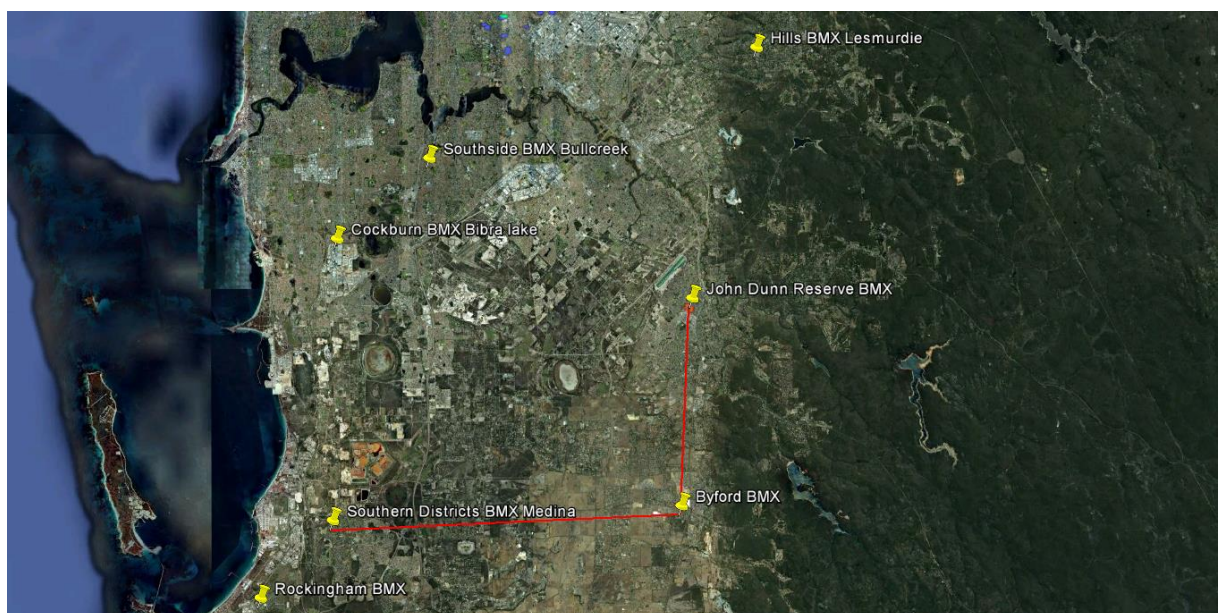 Hills BMX Lesmurdie
Southside BMX Bullcreek
Cockburn BMX Bibra lake
John Dunn Reserve BMX
Byford BMX
Southern Districts BMX Medina
Rockingham BMX